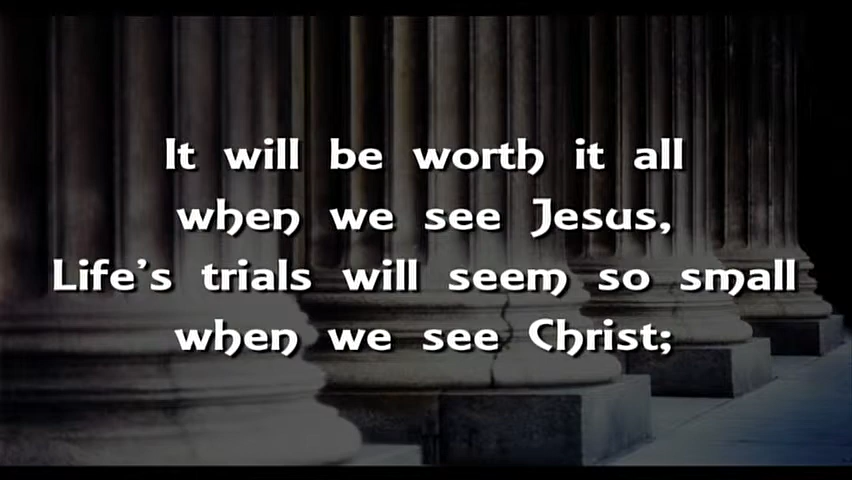 It will be worth it all
when we see Jesus,
Life's trials will seem so small
when we see Christ;